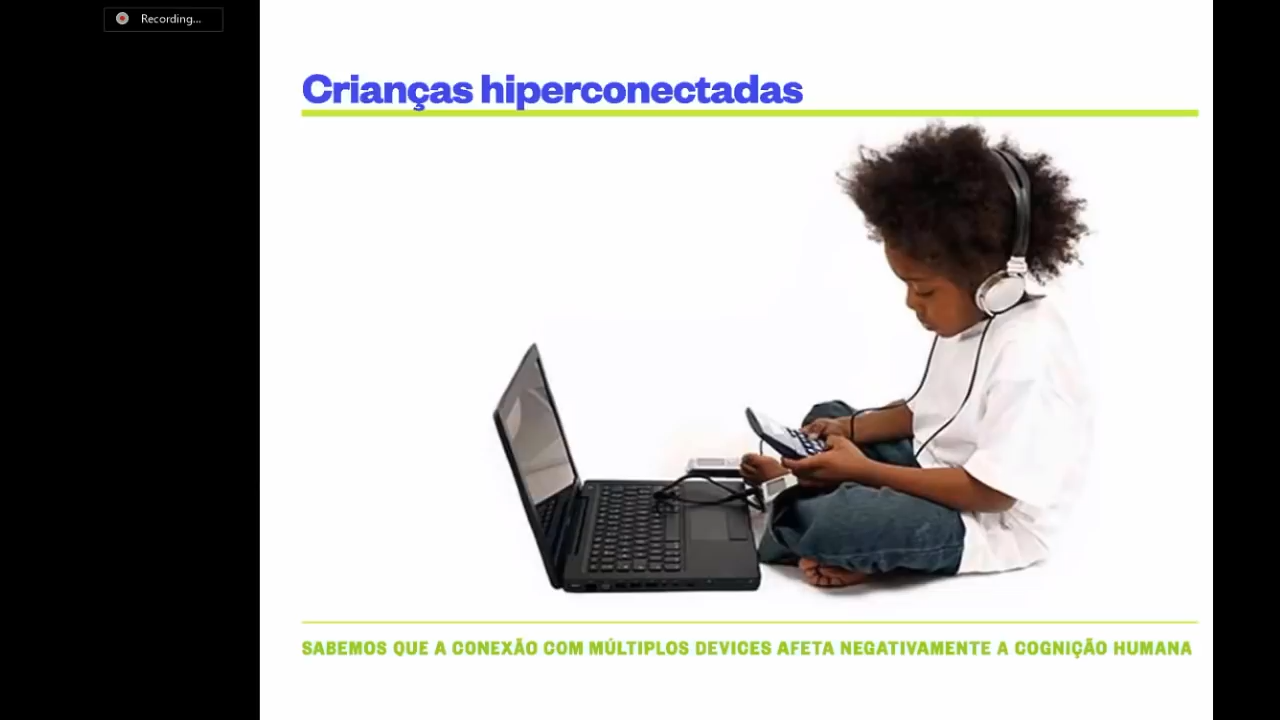 Recording...
Crianças hiperconectadas
SABEMOS QUE A CONEXÃO COM MÚLTIPLOS DEVICES AFETA NEGATIVAMENTE A COGNIÇÃO HUMANA